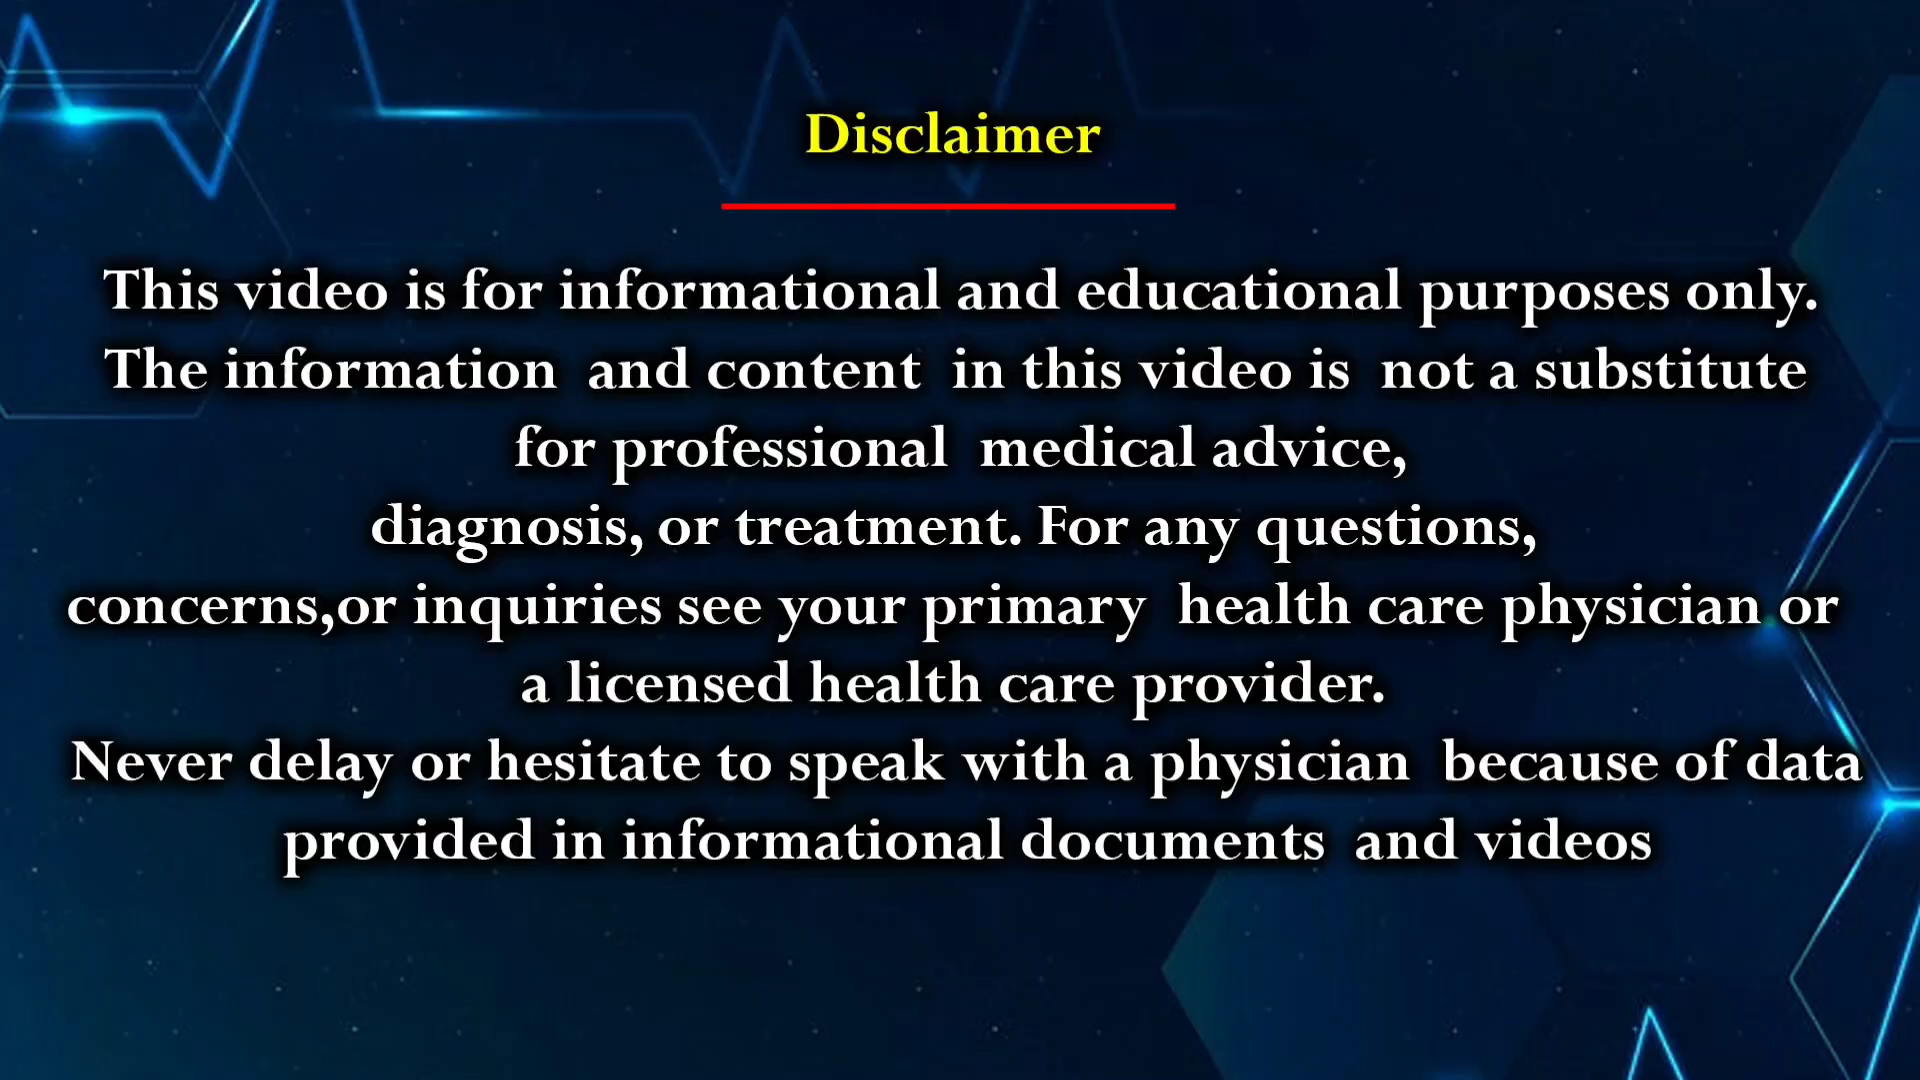 Disclaimer
This video is for informational and educational purposes only.
The information and content in this video is not a substitute
for professional medical advice,
diagnosis, or treatment. For any questions,
concerns,or inquiries see your primary health care physician or
a licensed health care provider.
Never delay or hesitate to speak with a physician because of data
provided in informational documents and videos